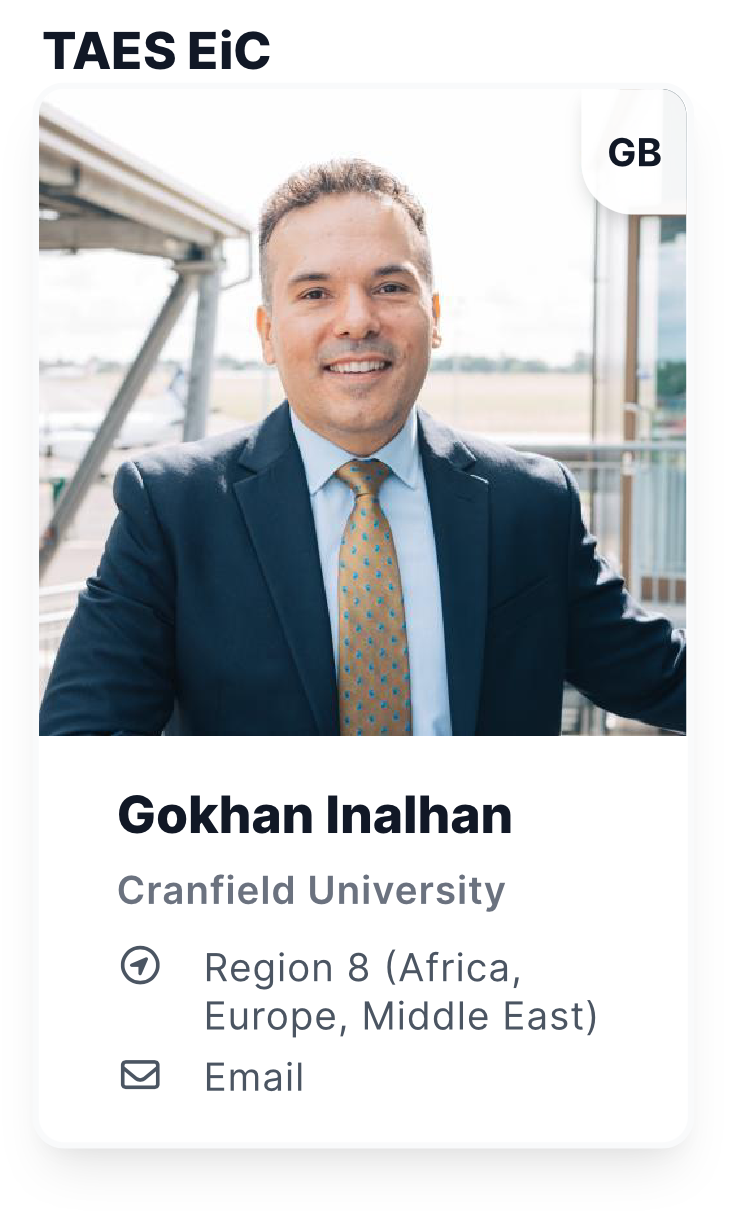 TAES EiC
GB
Gokhan Inalhan
Cranfield University
Region 8 (Africa,
Europe, Middle East)
Email